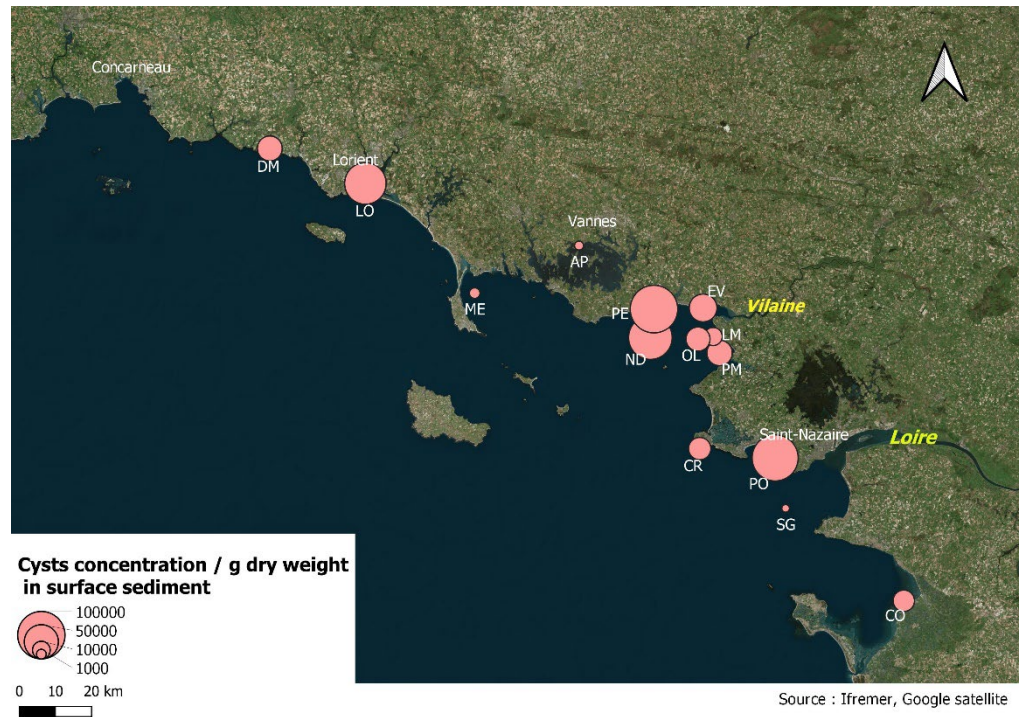 Concarneau
DM
Lorient
LO
Vannes
AP
ME
EV
Vilaine
PE
LM
OL
ND
PM
Saint-Nazaire
Loire
CR
PO
SG
CO
Cysts concentration / g dry weight
in surface sediment
100000
50000
10000
1000
0 10 20 km
Source : Ifremer, Google satellite